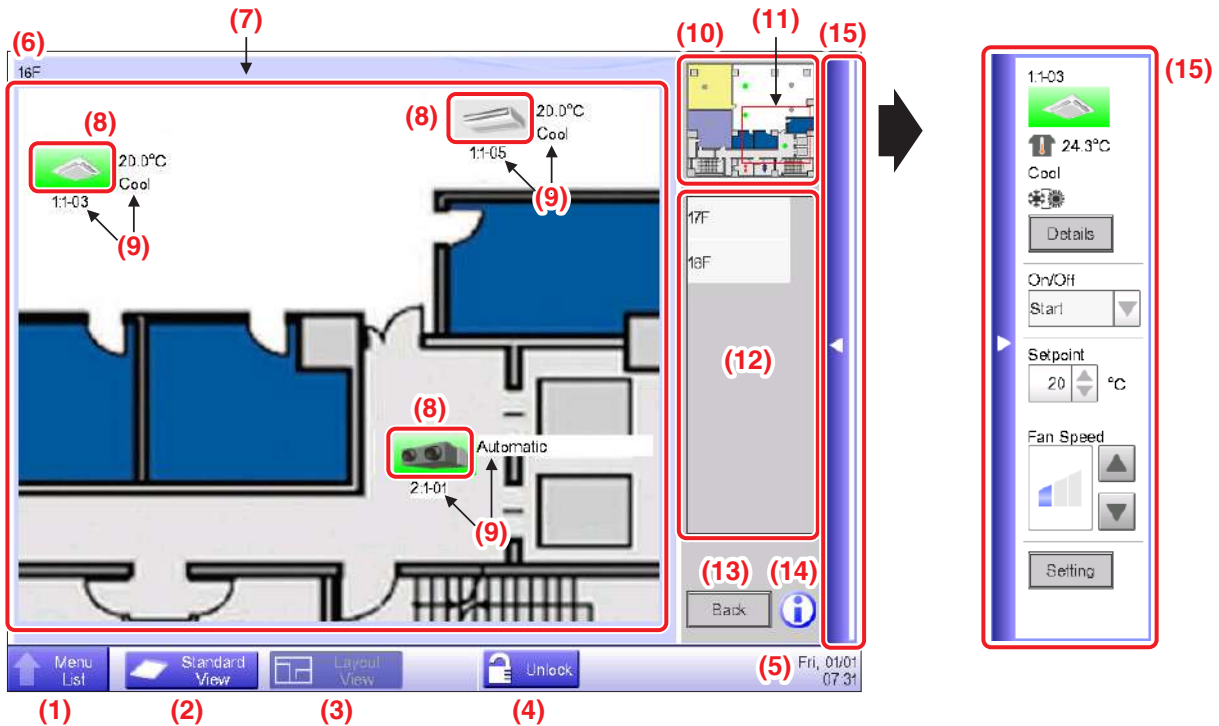 (7)
(11)
(6)
(10)
(15)
16F
(8)
20.0°C
Cool
1:1-03
(9)
(8)
20.0°C
Cool
1:1-05
(9)
17F
18F
(12)
(8)
Automatic
2:1-01
(9)
(13)
(14)
Back
Menu
List
Standard
View
Layout
View
Unlock
(5)
Fri, 01/01
07:31
(1)
(2)
(3)
(4)
(15)
1:1-03
24.3°C
Cool
Details
On/Off
Start
Setpoint
20
°C
Fan Speed
Setting